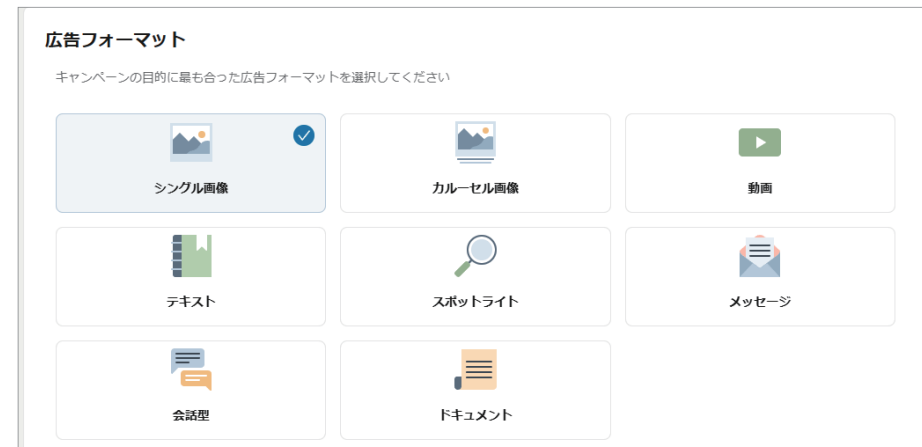 広告フォーマット
キャンペーンの目的に最も合った広告フォーマットを選択してください
シングル画像
カルーセル画像
動画
テキスト
スポットライト
メッセージ
会話型
ドキュメント